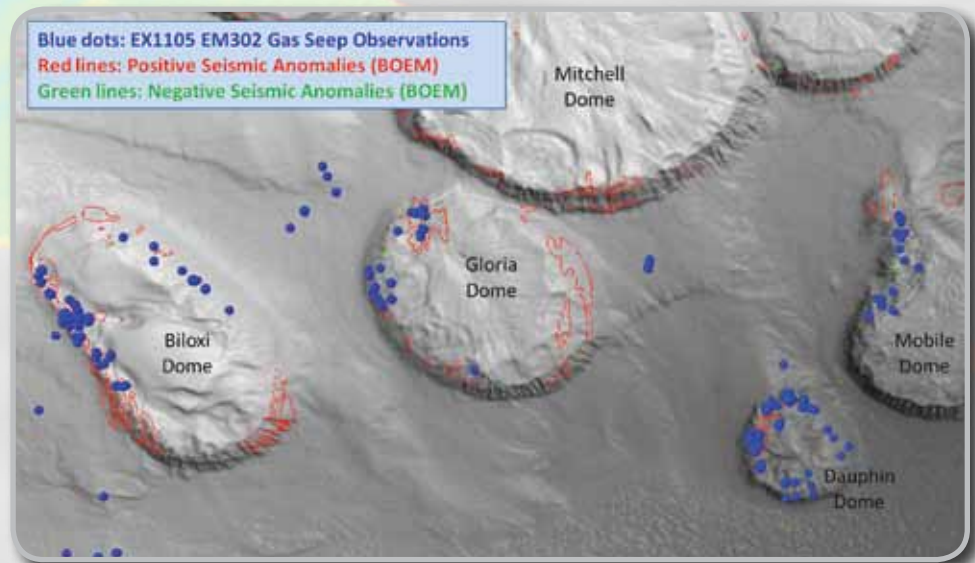 Blue dots: EX1105 EM302 Gas Seep Observations
Red lines: Positive Seismic Anomalies (BOEM)
Green lines: Negative Seismic Anomalies (BOEM)
Mitchell
Dome
Gloria
Dome
Biloxi
Dome
Mobile
Dome
Dauphin
Dome